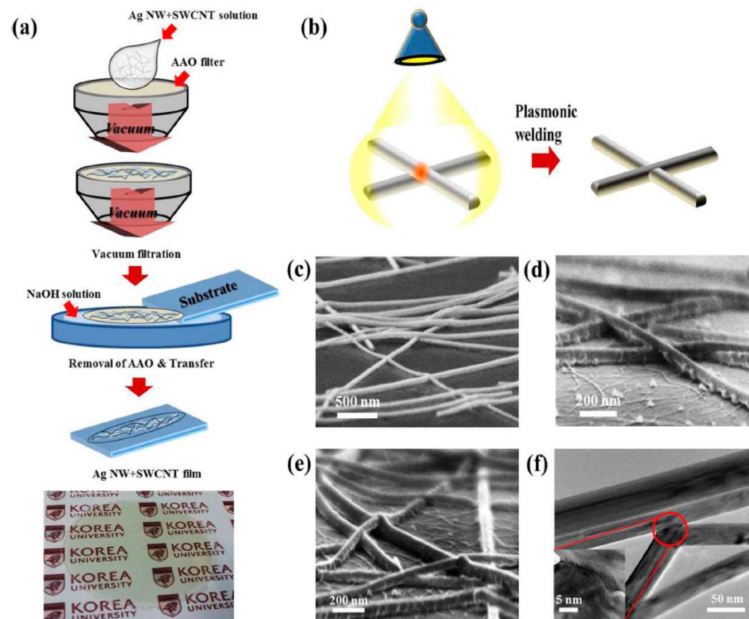 (a)
Ag NW+SWCNT solution
AAO filter
Vacuum
Vacuum
Vacuum filtration
NaOH solution
Substrate
Removal of AAO & Transfer
Ag NW+SWCNT film
KOREA
UNIVERSITY
KOREA
UNIVERSITY
KOREA
UNIVERSITY
KOREA
UNIVERSITY
KOREA
UNIVERSITY
KOREA
UNIVERSITY
KOREA
UNIVERSITY
(b)
Plasmonic
welding
(c)
500 nm
(d)
200 nm
(e)
200 nm
(f)
5 nm
50 nm